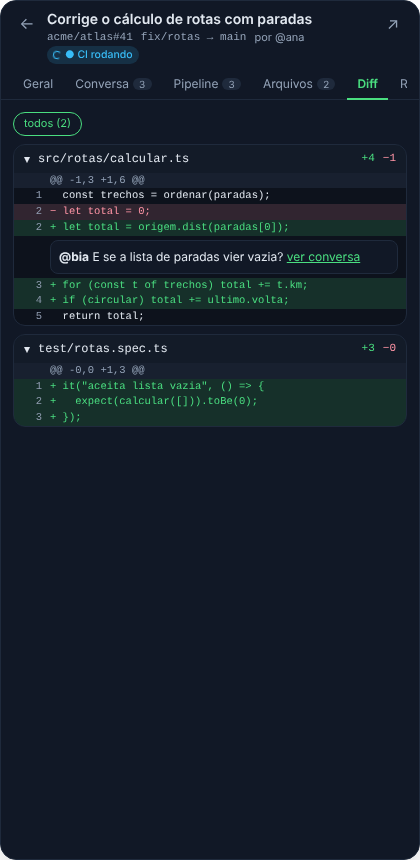 ← Corrige o cálculo de rotas com paradas ↗
acme/atlas#41 fix/rotas → main por @ana
CI rodando
Geral Conversa 3 Pipeline 3 Arquivos 2 Diff R
todos (2)
▼ src/rotas/calcular.ts +4 −1
@@ -1,3 +1,6 @@
1 const trechos = ordenar(paradas);
2 − let total = 0;
2 + let total = origem.dist(paradas[0]);
@bia E se a lista de paradas vier vazia? ver conversa
3 + for (const t of trechos) total += t.km;
4 + if (circular) total += ultimo.volta;
5 return total;
▼ test/rotas.spec.ts +3 −0
@@ -0,0 +1,3 @@
1 + it("aceita lista vazia", () => {
2 + expect(calcular([])).toBe(0);
3 + });